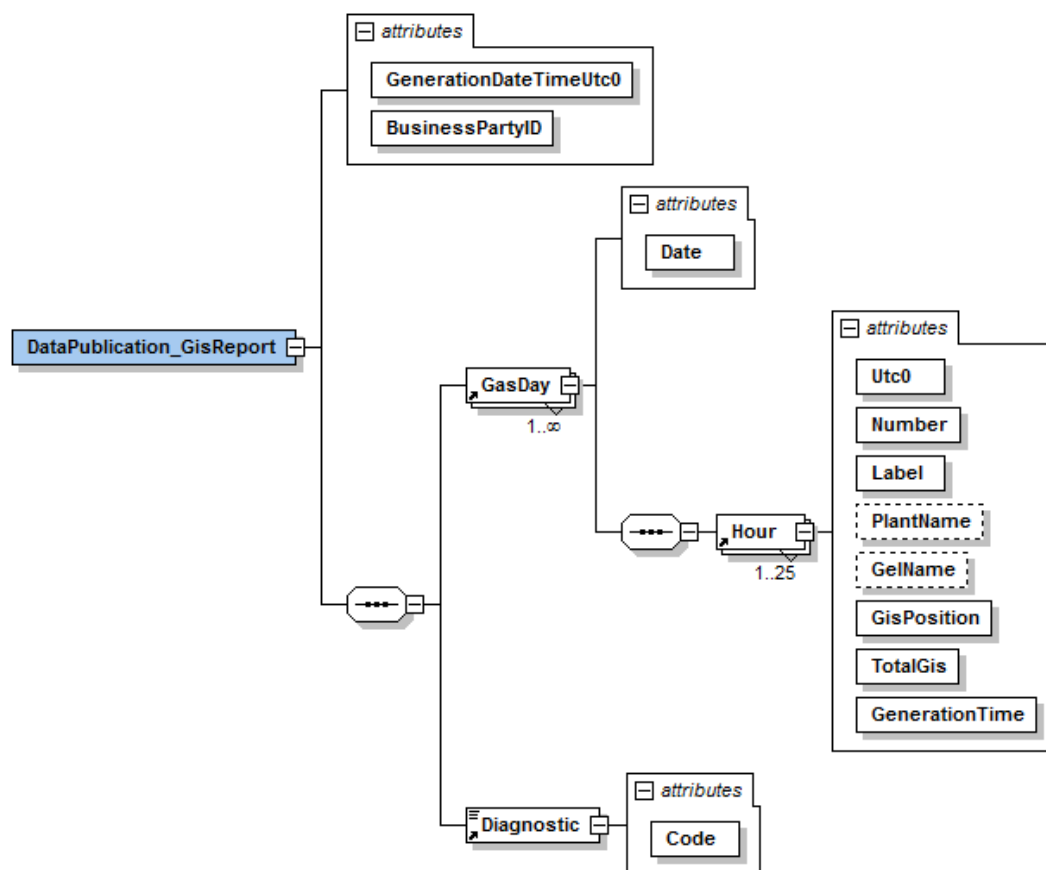 attributes
GenerationDateTimeUtc0
BusinessPartyID
attributes
Date
DataPublication_GisReport
attributes
GasDay
1..∞
Utc0
Number
Label
PlantName
Hour
1..25
GelName
GisPosition
TotalGis
GenerationTime
attributes
Diagnostic
Code